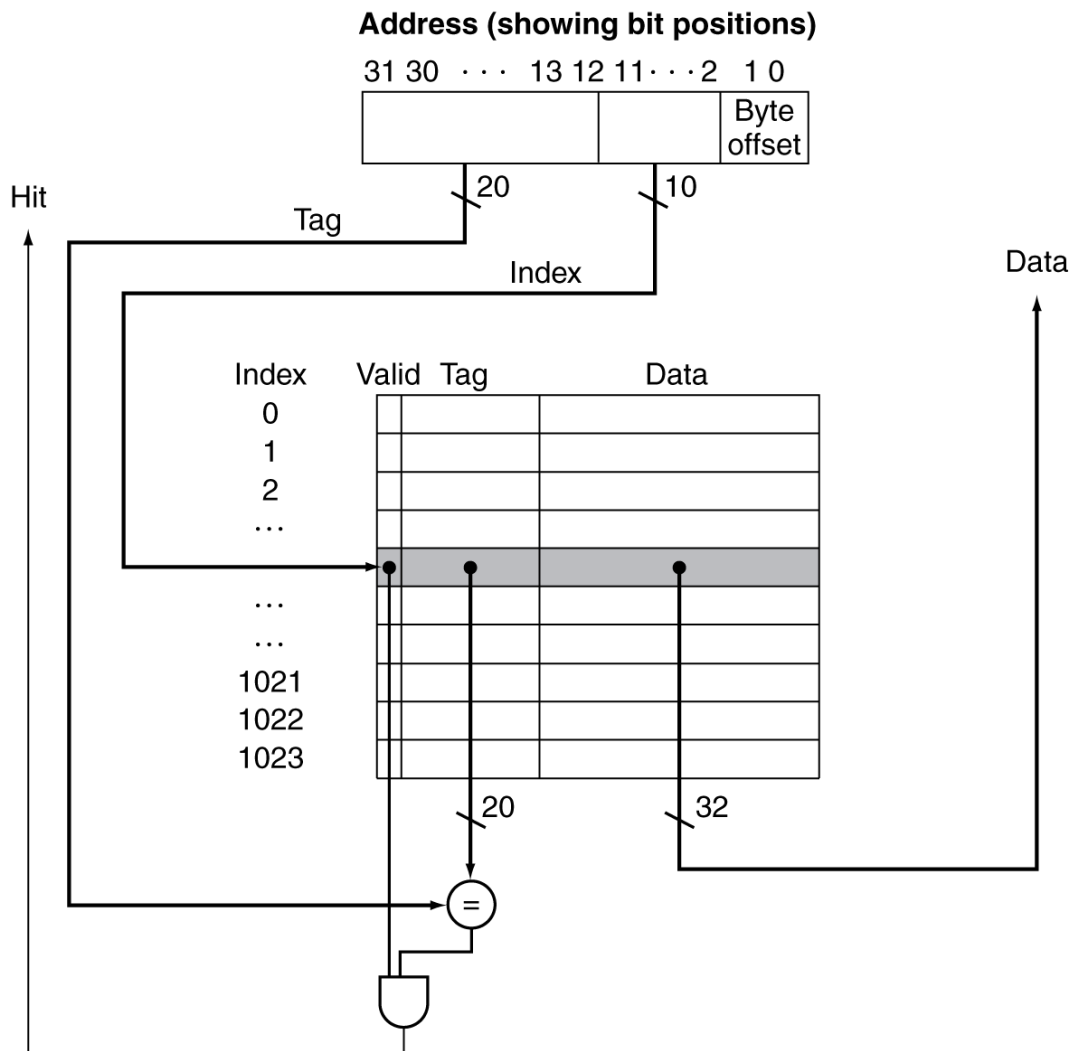 Address (showing bit positions)
31 30 · · · 13 12 11 · · · 2 1 0
Byte
offset
20 10
Hit
Tag
Data
Index
Index Valid Tag Data
0
1
2
...
...
...
1021
1022
1023
20 32
=